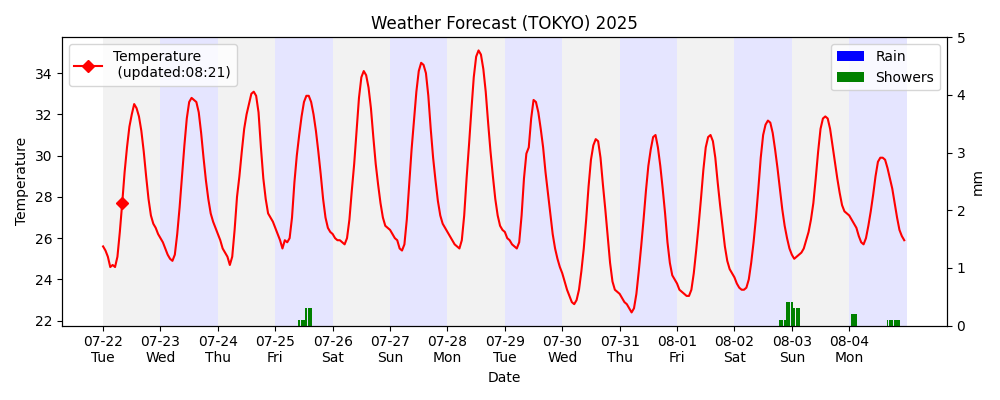 Weather Forecast (TOKYO) 2025
Temperature
(updated:08:21)
Rain
Showers
Temperature
34
32
30
28
26
24
22
5
4
3
2
1
0
mm
07-22 07-23 07-24 07-25 07-26 07-27 07-28 07-29 07-30 07-31 08-01 08-02 08-03 08-04
Tue Wed Thu Fri Sat Sun Mon Tue Wed Thu Fri Sat Sun Mon
Date